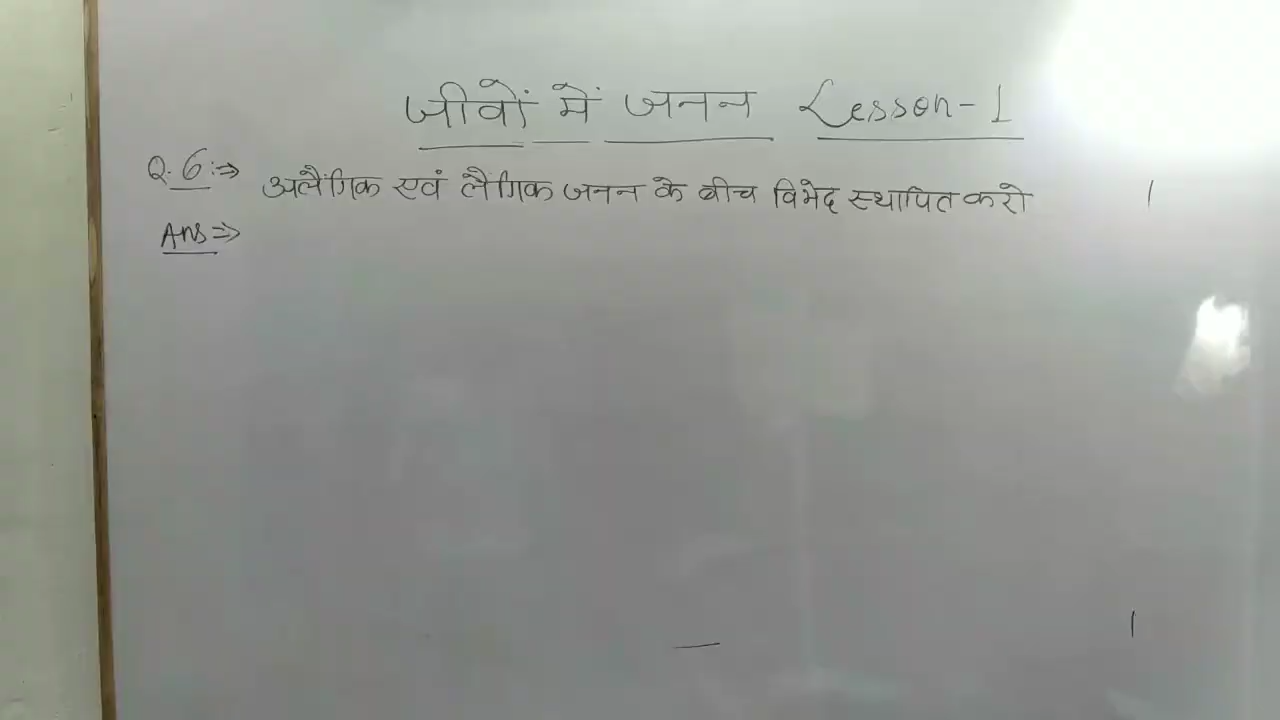 जीवों में जनन Lesson-1
Q.6:⇒ अलैंगिक एवं लैंगिक जनन के बीच विभेद स्थापित करो
Ans⇒